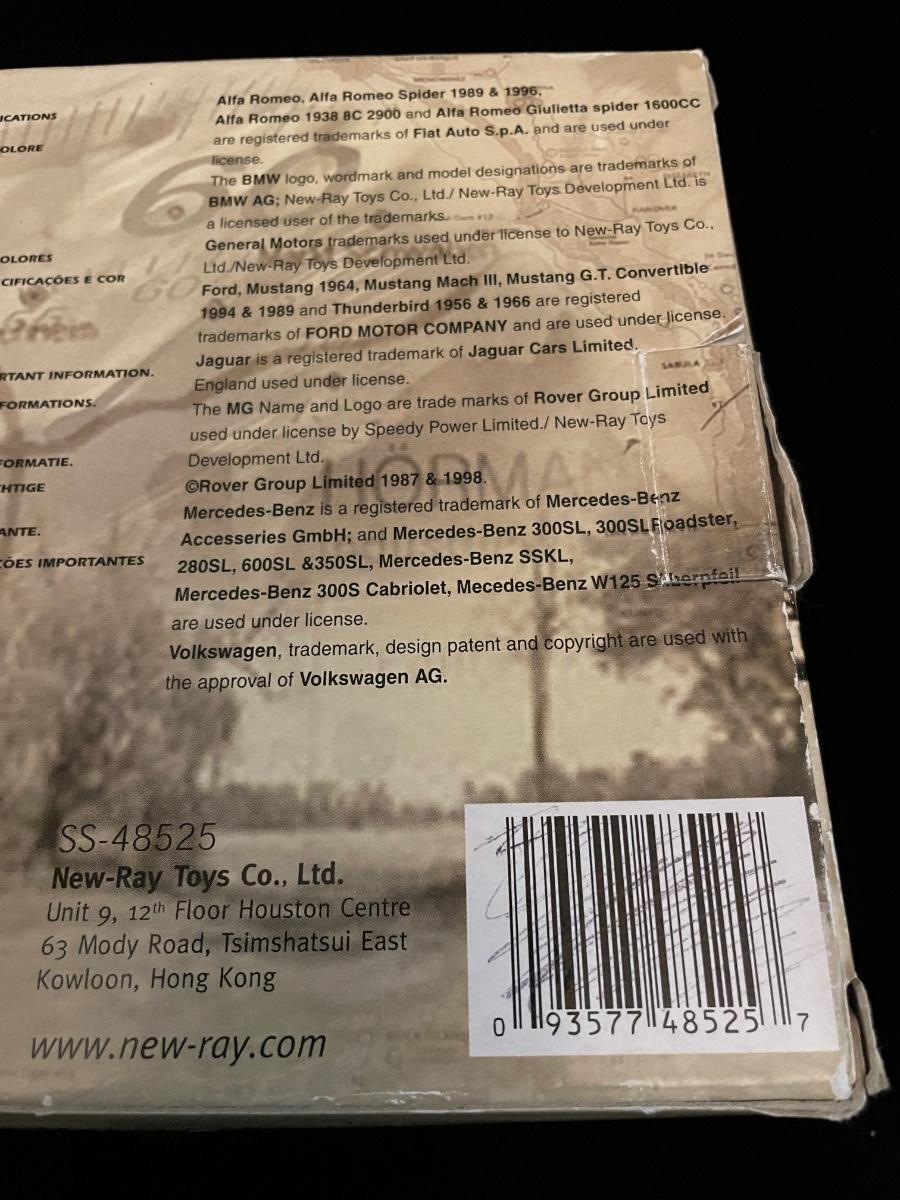 ICATIONS
OLORE
OLORES
CIFICAÇÕES E COR
RTANT INFORMATION.
FORMATIONS.
ORMATIE.
HTIGE
ANTE.
ÇÕES IMPORTANTES
Alfa Romeo, Alfa Romeo Spider 1989 & 1996,
Alfa Romeo 1938 8C 2900 and Alfa Romeo Giulietta spider 1600CC
are registered trademarks of Fiat Auto S.p.A. and are used under
license.
The BMW logo, wordmark and model designations are trademarks of
BMW AG; New-Ray Toys Co., Ltd./ New-Ray Toys Development Ltd. is
a licensed user of the trademarks.
General Motors trademarks used under license to New-Ray Toys Co.,
Ltd./New-Ray Toys Development Ltd.
Ford, Mustang 1964, Mustang Mach III, Mustang G.T. Convertible
1994 & 1989 and Thunderbird 1956 & 1966 are registered
trademarks of FORD MOTOR COMPANY and are used under license.
Jaguar is a registered trademark of Jaguar Cars Limited,
England used under license.
The MG Name and Logo are trade marks of Rover Group Limited
used under license by Speedy Power Limited./ New-Ray Toys
Development Ltd.
©Rover Group Limited 1987 & 1998.
Mercedes-Benz is a registered trademark of Mercedes-Benz
Accesseries GmbH; and Mercedes-Benz 300SL, 300SLRoadster,
280SL, 600SL &350SL, Mercedes-Benz SSKL,
Mercedes-Benz 300S Cabriolet, Mecedes-Benz W125 Silberpfeil
are used under license.
Volkswagen, trademark, design patent and copyright are used with
the approval of Volkswagen AG.
SS-48525
New-Ray Toys Co., Ltd.
Unit 9, 12th Floor Houston Centre
63 Mody Road, Tsimshatsui East
Kowloon, Hong Kong
www.new-ray.com
0 93577 48525 7